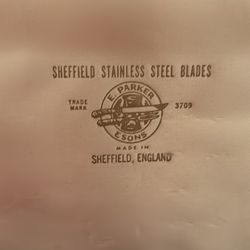 SHEFFIELD STAINLESS STEEL BLADES
E. PARKER
TRADE MARK 3709
& SONS
MADE IN
SHEFFIELD, ENGLAND